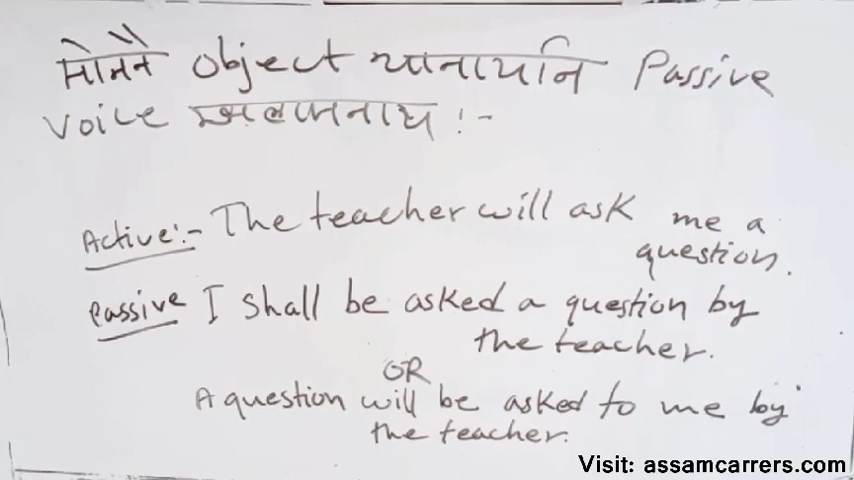 मोननै object थानायनि Passive
voice सोलायनाय :-
Active:- The teacher will ask me a
question.
Passive I shall be asked a question by
the teacher.
OR
A question will be asked to me by
the teacher.
Visit: assamcarrers.com